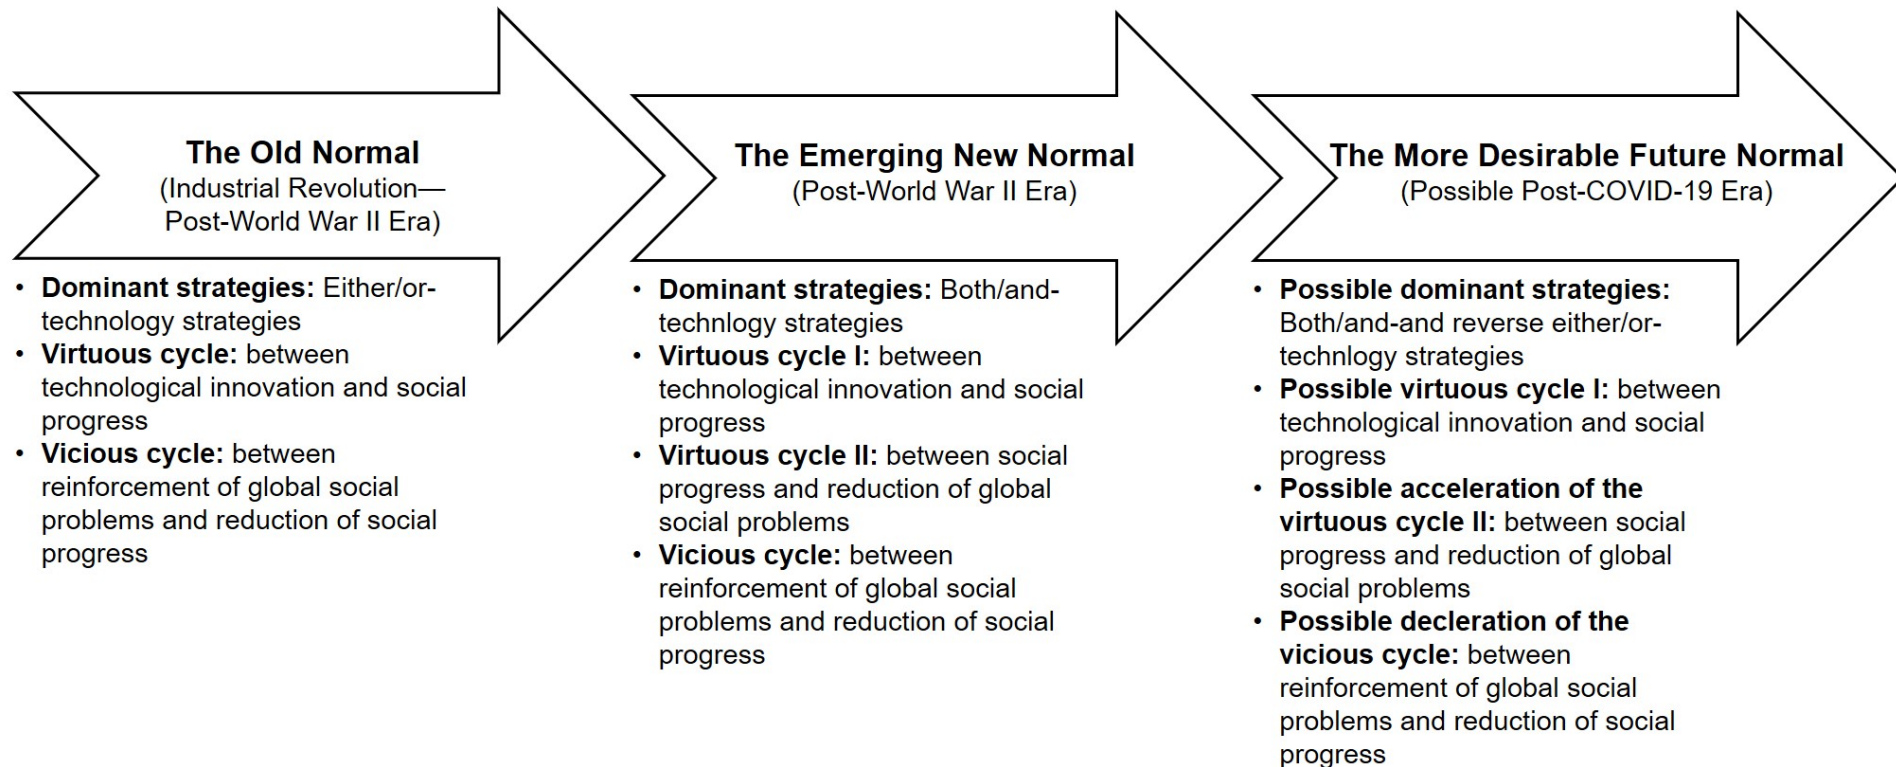 The Old Normal
(Industrial Revolution—
Post-World War II Era)
• Dominant strategies: Either/or-
technology strategies
• Virtuous cycle: between
technological innovation and social
progress
• Vicious cycle: between
reinforcement of global social
problems and reduction of social
progress
The Emerging New Normal
(Post-World War II Era)
• Dominant strategies: Both/and-
technlogy strategies
• Virtuous cycle I: between
technological innovation and social
progress
• Virtuous cycle II: between social
progress and reduction of global
social problems
• Vicious cycle: between
reinforcement of global social
problems and reduction of social
progress
The More Desirable Future Normal
(Possible Post-COVID-19 Era)
• Possible dominant strategies:
Both/and-and reverse either/or-
technlogy strategies
• Possible virtuous cycle I: between
technological innovation and social
progress
• Possible acceleration of the
virtuous cycle II: between social
progress and reduction of global
social problems
• Possible decleration of the
vicious cycle: between
reinforcement of global social
problems and reduction of social
progress